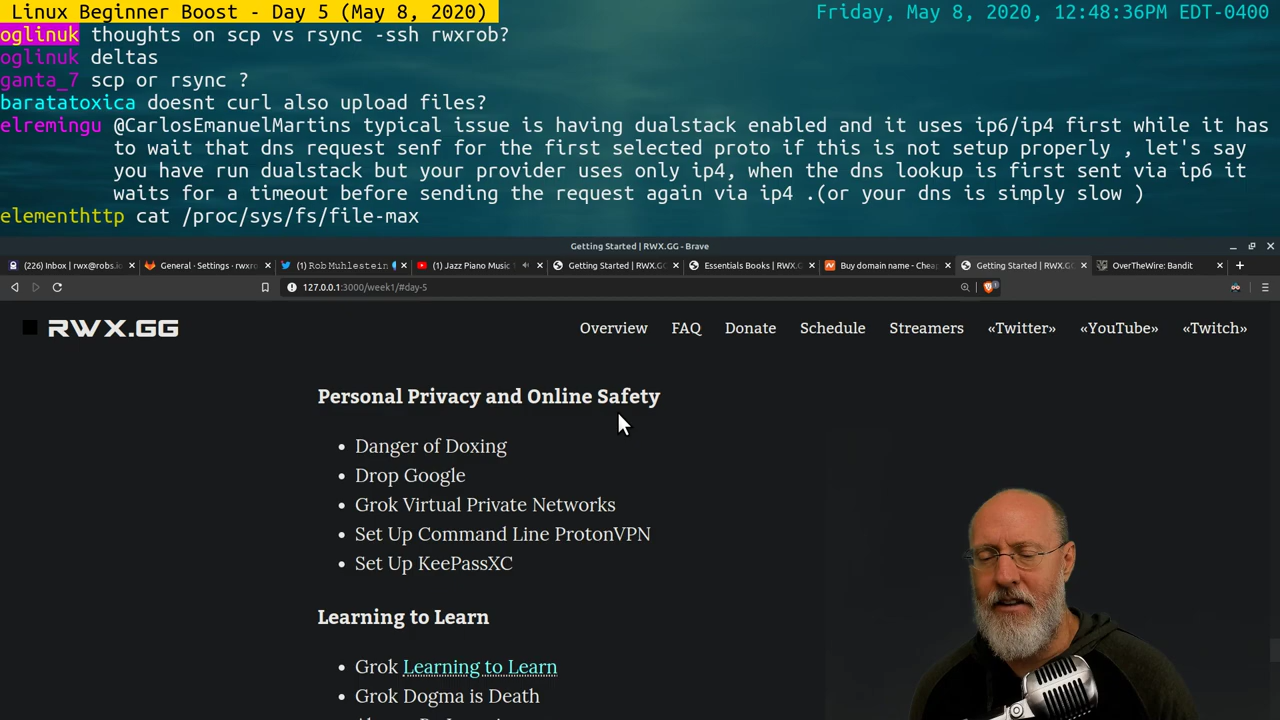 Linux Beginner Boost - Day 5 (May 8, 2020)
Friday, May 8, 2020, 12:48:36PM EDT-0400
oglinuk thoughts on scp vs rsync -ssh rwxrob?
oglinuk deltas
ganta_7 scp or rsync ?
baratatoxica doesnt curl also upload files?
elremingu @CarlosEmanuelMartins typical issue is having dualstack enabled and it uses ip6/ip4 first while it has
to wait that dns request senf for the first selected proto if this is not setup properly , let's say
you have run dualstack but your provider uses only ip4, when the dns lookup is first sent via ip6 it
waits for a timeout before sending the request again via ip4 .(or your dns is simply slow )
elementhttp cat /proc/sys/fs/file-max
Getting Started | RWX.GG - Brave
(226) Inbox | rwx@robs.io
General · Settings · rwxro
(1) Rob Muhlestein
(1) Jazz Piano Music
Getting Started | RWX.GG
Essentials Books | RWX.G
Buy domain name - Cheap
Getting Started | RWX.GG
OverTheWire: Bandit
127.0.0.1:3000/week1/#day-5
RWX.GG
Overview FAQ Donate Schedule Streamers «Twitter» «YouTube» «Twitch»
Personal Privacy and Online Safety
• Danger of Doxing
• Drop Google
• Grok Virtual Private Networks
• Set Up Command Line ProtonVPN
• Set Up KeePassXC
Learning to Learn
• Grok Learning to Learn
• Grok Dogma is Death